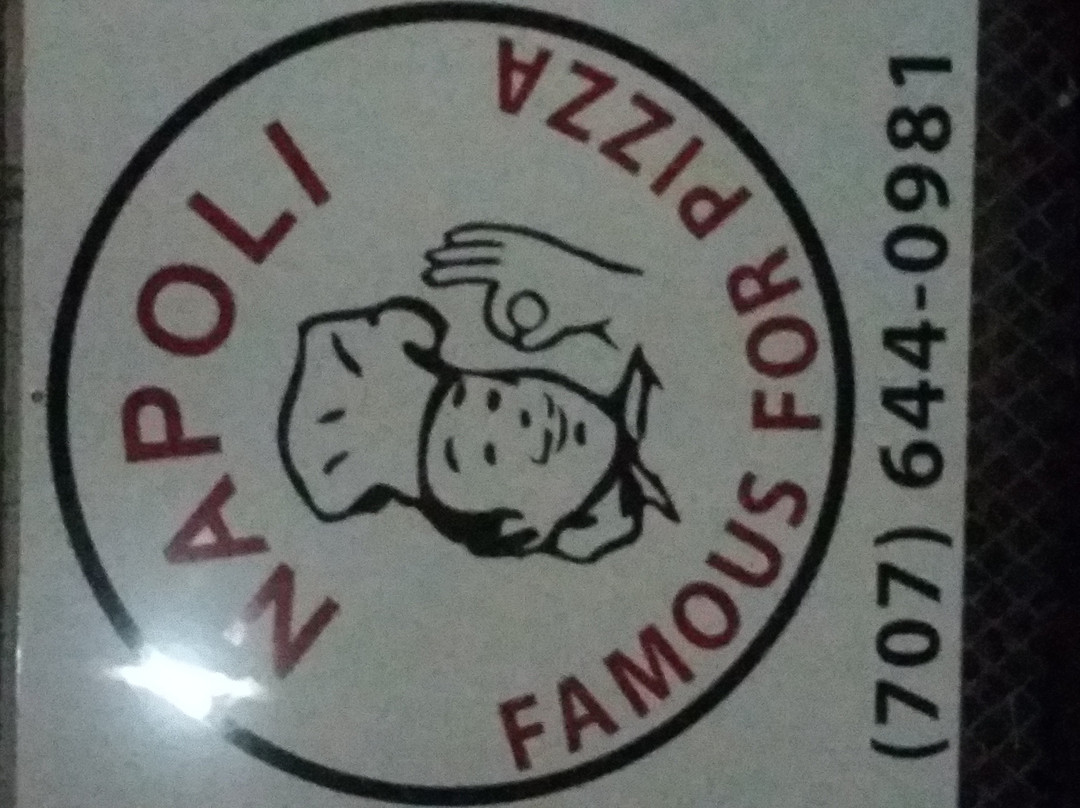 NAPOLI
FAMOUS FOR PIZZA
(707) 644-0981